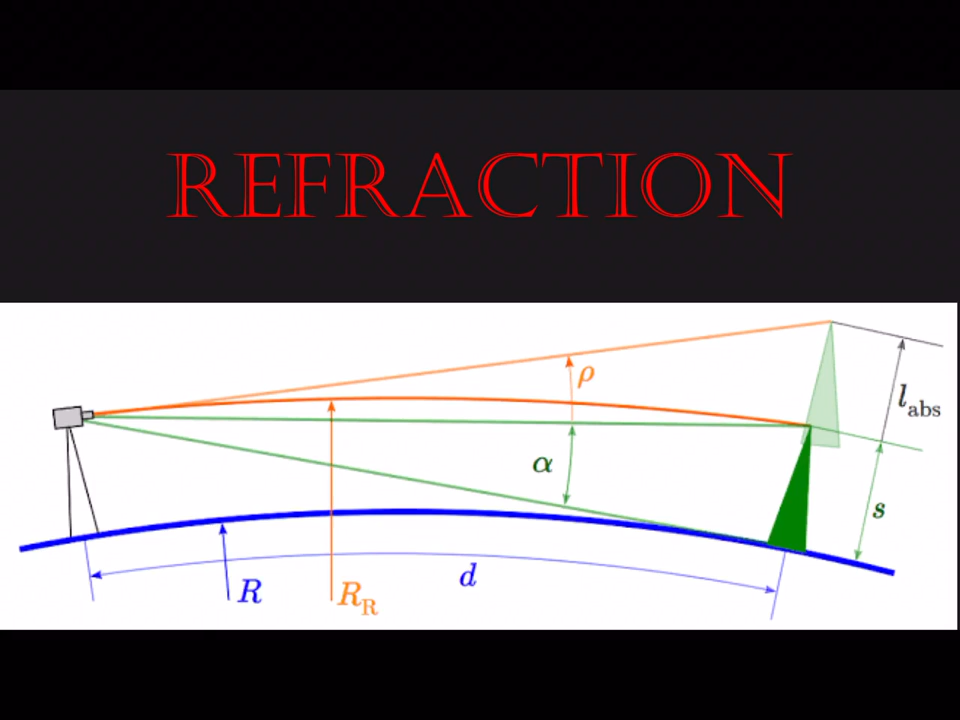 REFRACTION
ρ
l_abs
α
s
d
R
R_R